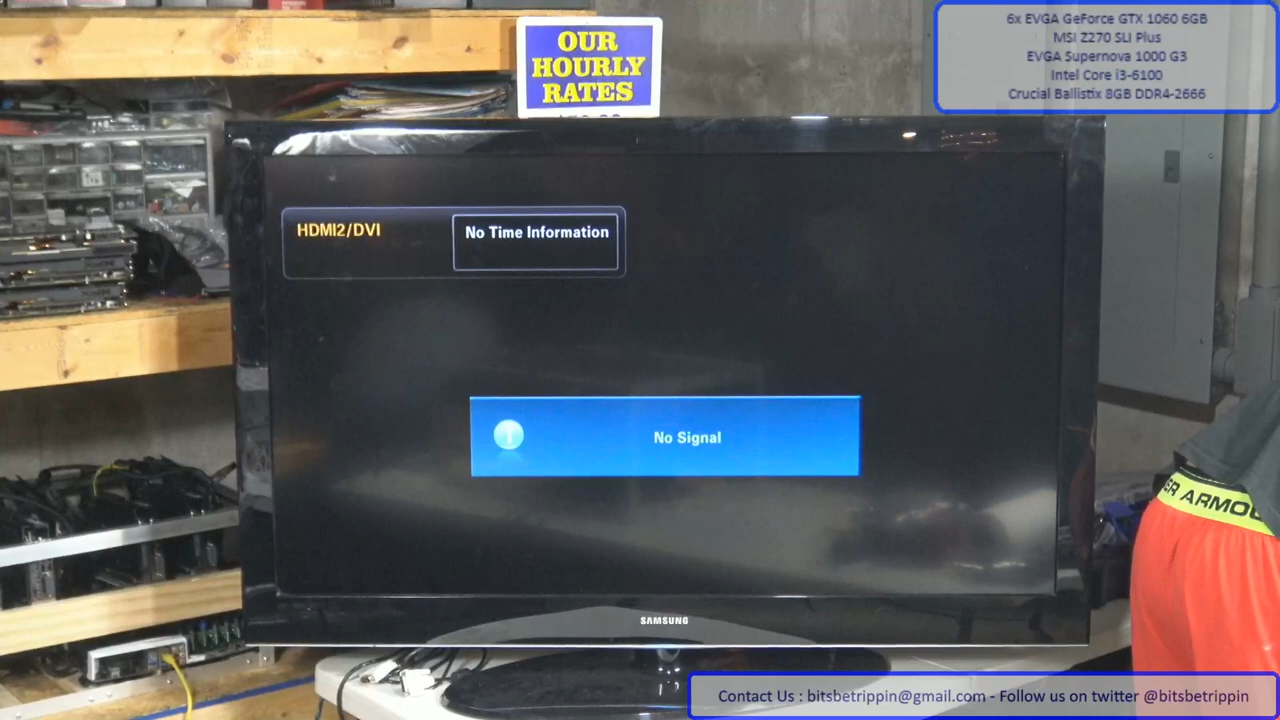 6x EVGA GeForce GTX 1060 6GB
MSI Z270 SLI Plus
EVGA Supernova 1000 G3
Intel Core i3-6100
Crucial Ballistix 8GB DDR4-2666
OUR
HOURLY
RATES
HDMI2/DVI
No Time Information
No Signal
ER ARMOU
SAMSUNG
Contact Us : bitsbetrippin@gmail.com - Follow us on twitter @bitsbetrippin